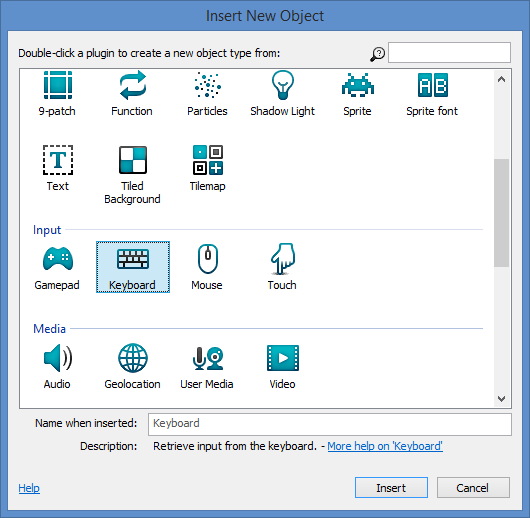 Insert New Object
Double-click a plugin to create a new object type from:
9-patch Function Particles Shadow Light Sprite Sprite font
AB
Text Tiled Background Tilemap
Input
Gamepad Keyboard Mouse Touch
Media
Audio Geolocation User Media Video
Name when inserted: Keyboard
Description: Retrieve input from the keyboard. - More help on 'Keyboard'
Help Insert Cancel